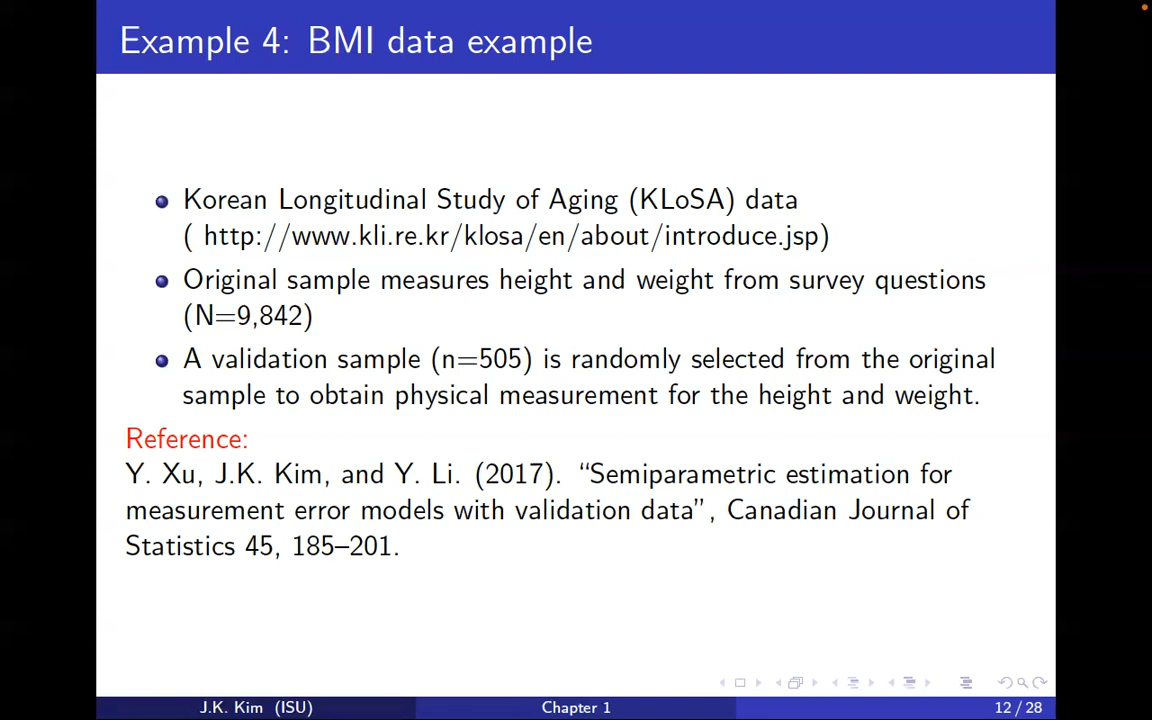 Example 4: BMI data example
Korean Longitudinal Study of Aging (KLoSA) data
( http://www.kli.re.kr/klosa/en/about/introduce.jsp)
Original sample measures height and weight from survey questions
(N=9,842)
A validation sample (n=505) is randomly selected from the original
sample to obtain physical measurement for the height and weight.
Reference:
Y. Xu, J.K. Kim, and Y. Li. (2017). “Semiparametric estimation for
measurement error models with validation data”, Canadian Journal of
Statistics 45, 185–201.
J.K. Kim (ISU) Chapter 1 12 / 28